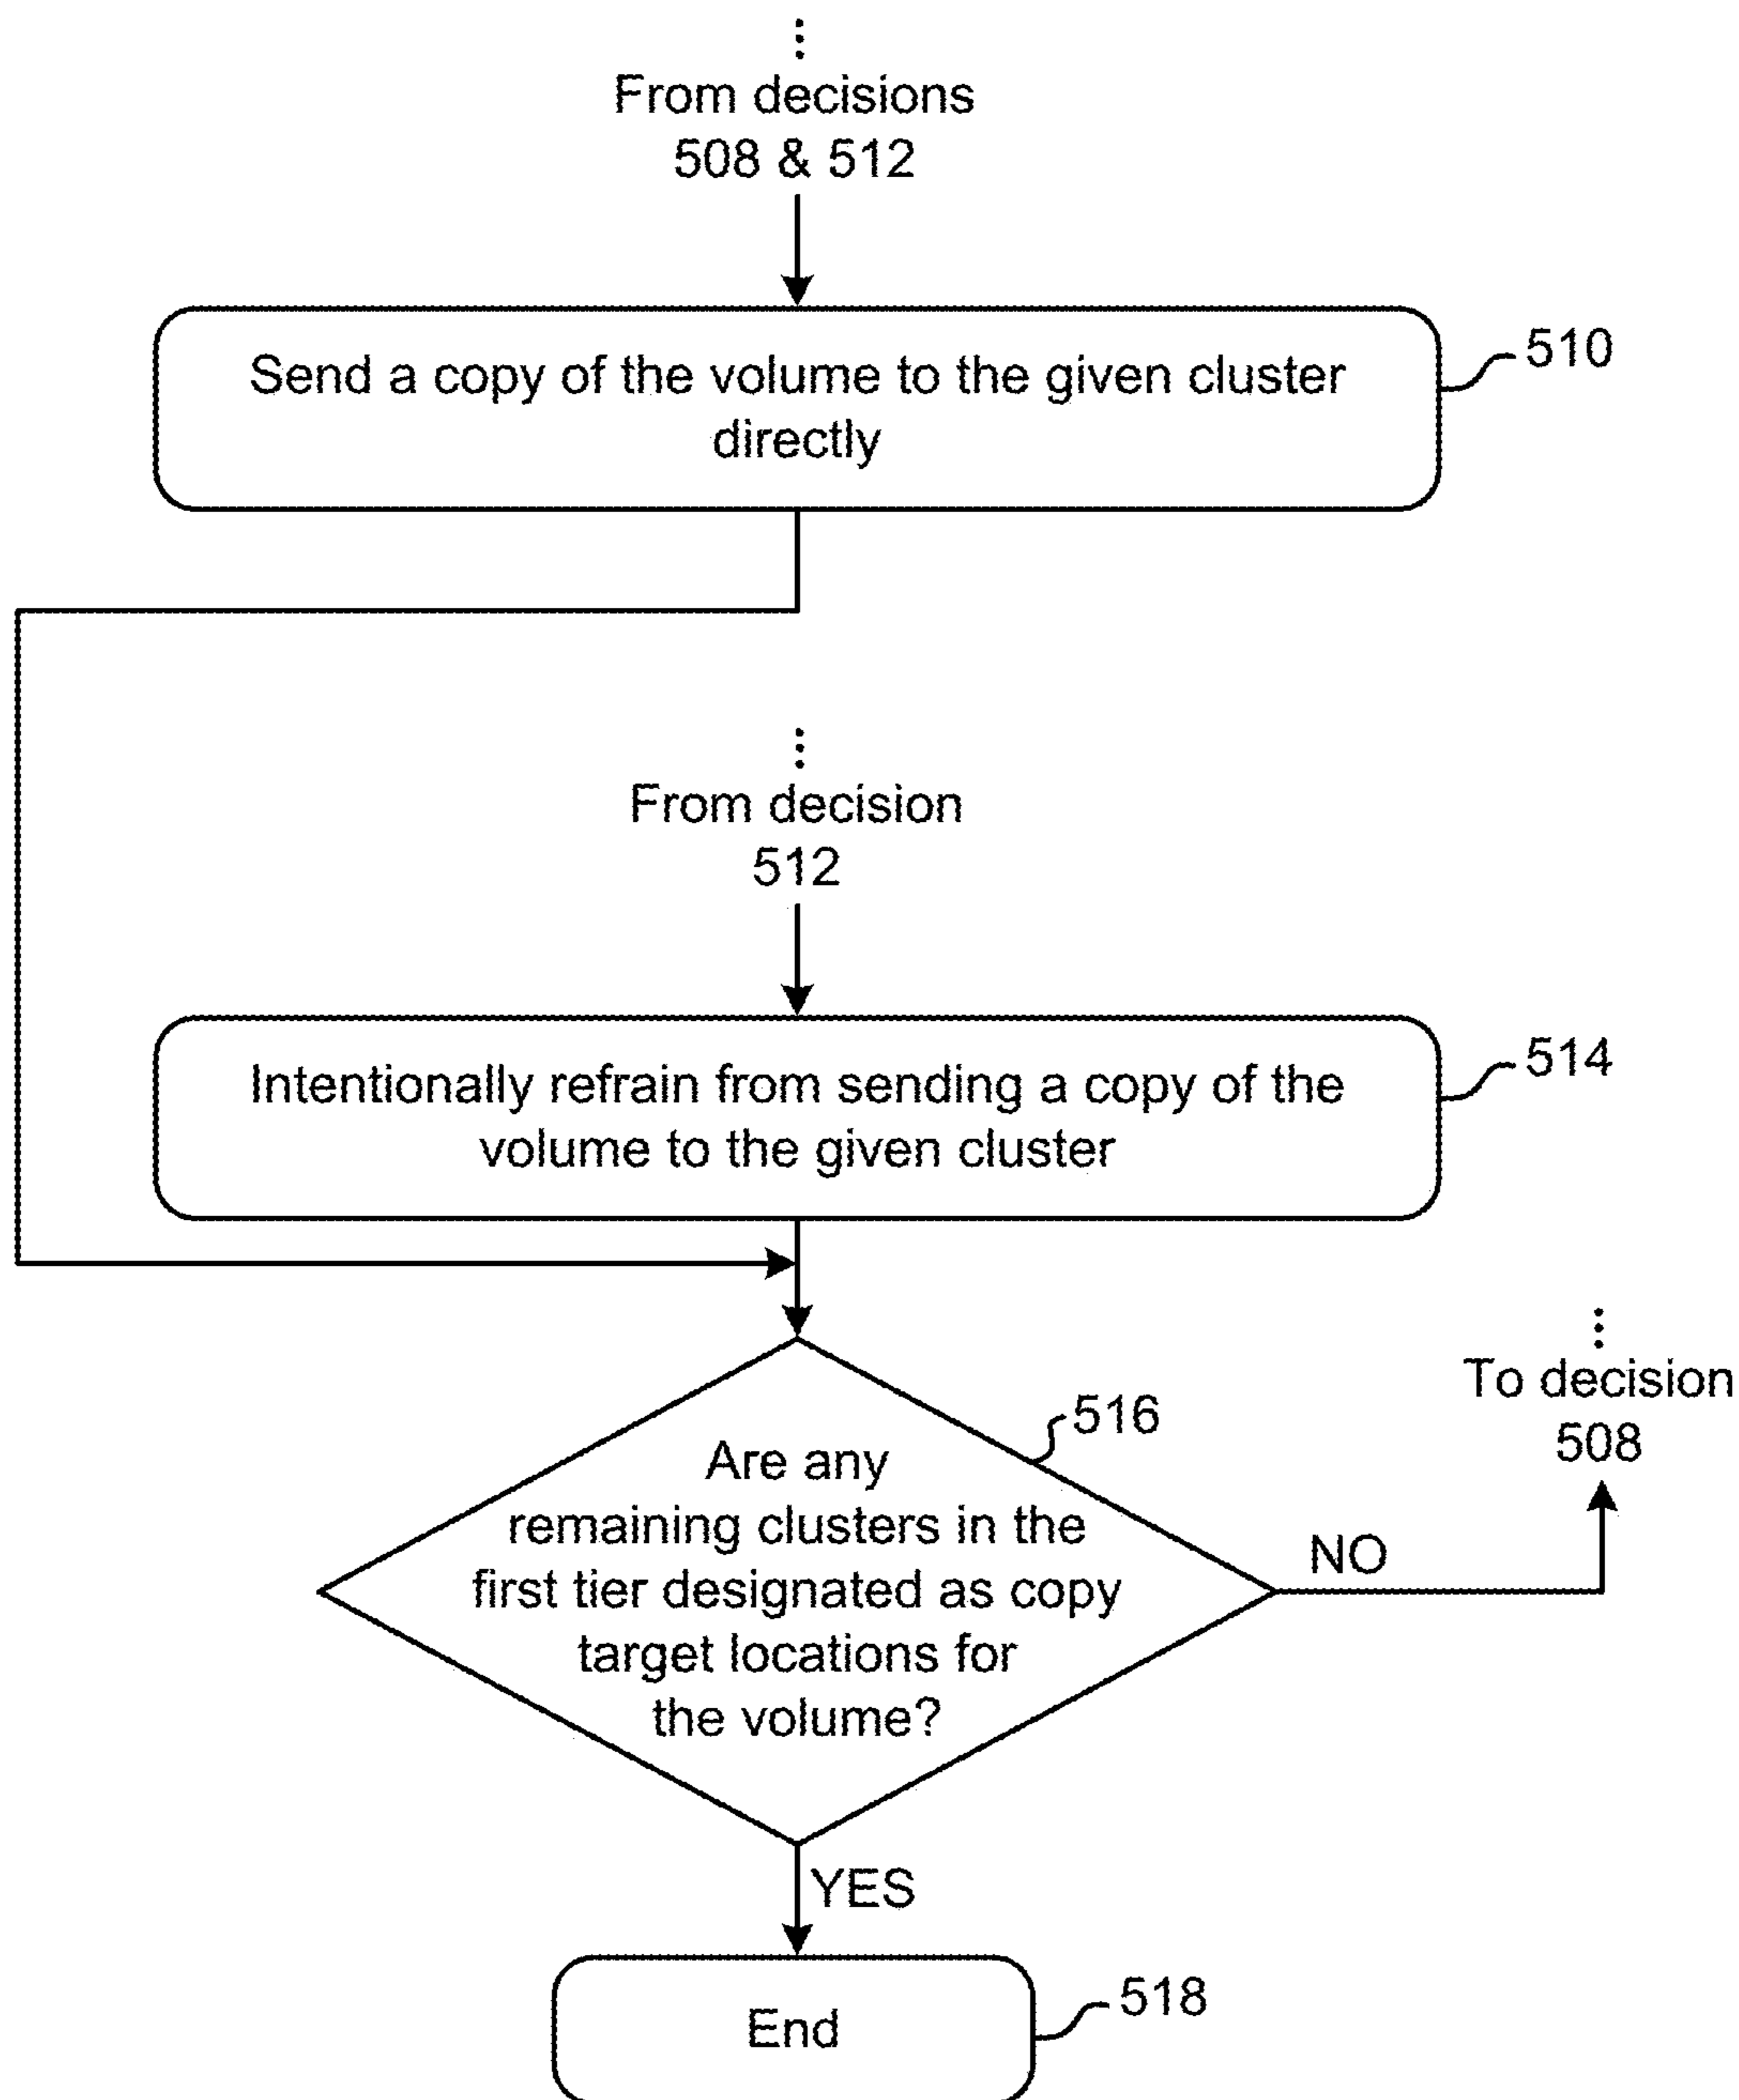 From decisions
508 & 512
Send a copy of the volume to the given cluster
directly
510
From decision
512
Intentionally refrain from sending a copy of the
volume to the given cluster
514
To decision
508
516
Are any
remaining clusters in the
first tier designated as copy
target locations for
the volume?
NO
YES
End
518